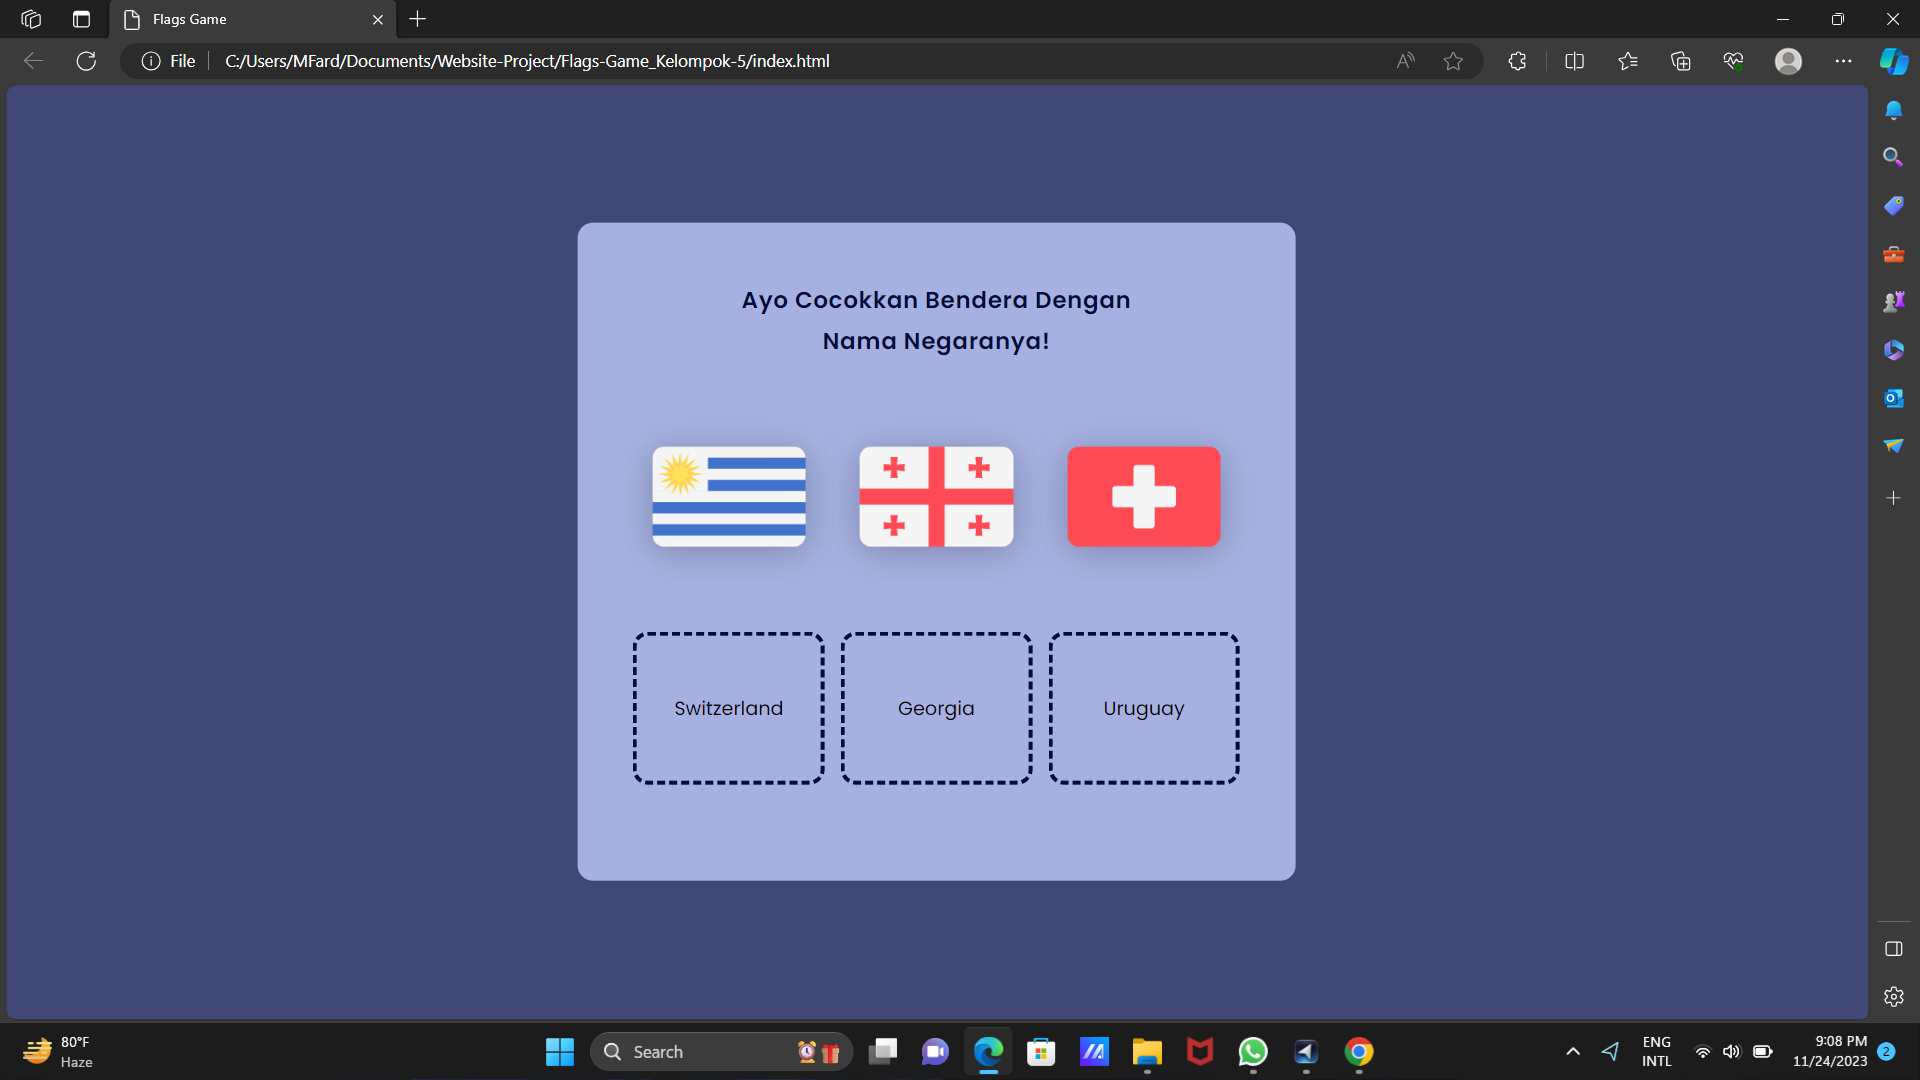 Flags Game
File
C:/Users/MFard/Documents/Website-Project/Flags-Game_Kelompok-5/index.html
Ayo Cocokkan Bendera Dengan
Nama Negaranya!
Switzerland
Georgia
Uruguay
80°F
Haze
Search
ENG
INTL
9:08 PM
11/24/2023
2